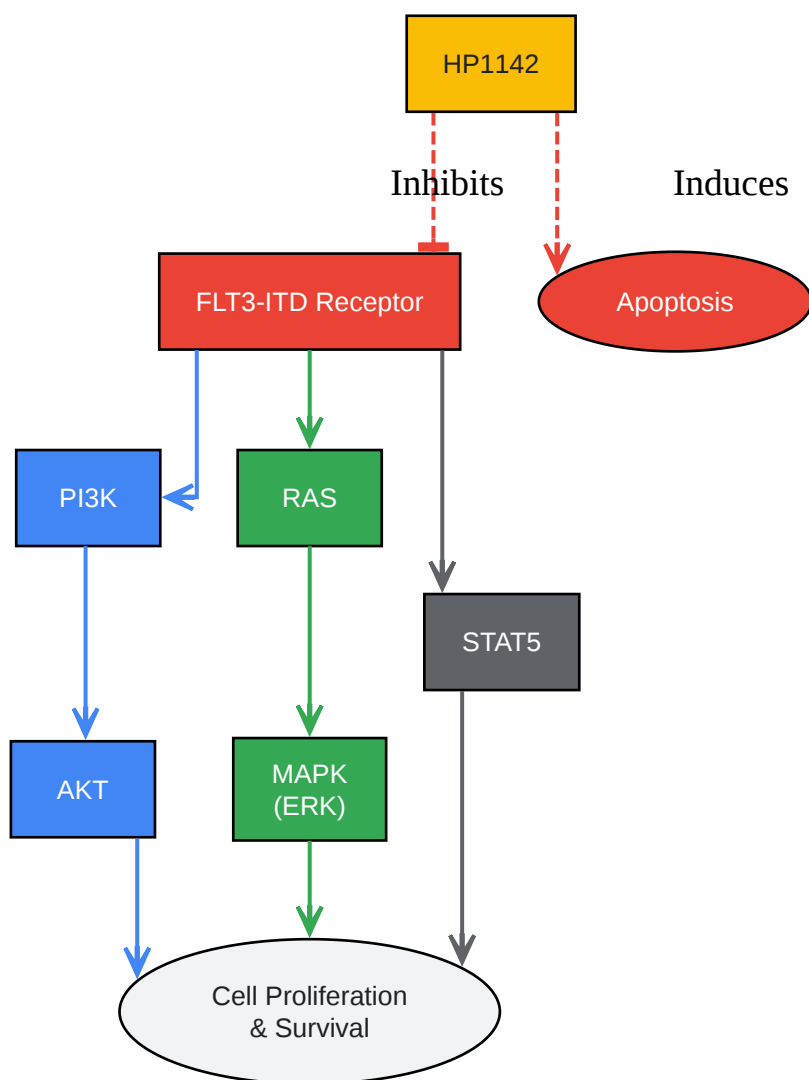 HP1142
Inhibits
Induces
FLT3-ITD Receptor
Apoptosis
PI3K
RAS
STAT5
AKT
MAPK
(ERK)
Cell Proliferation
& Survival